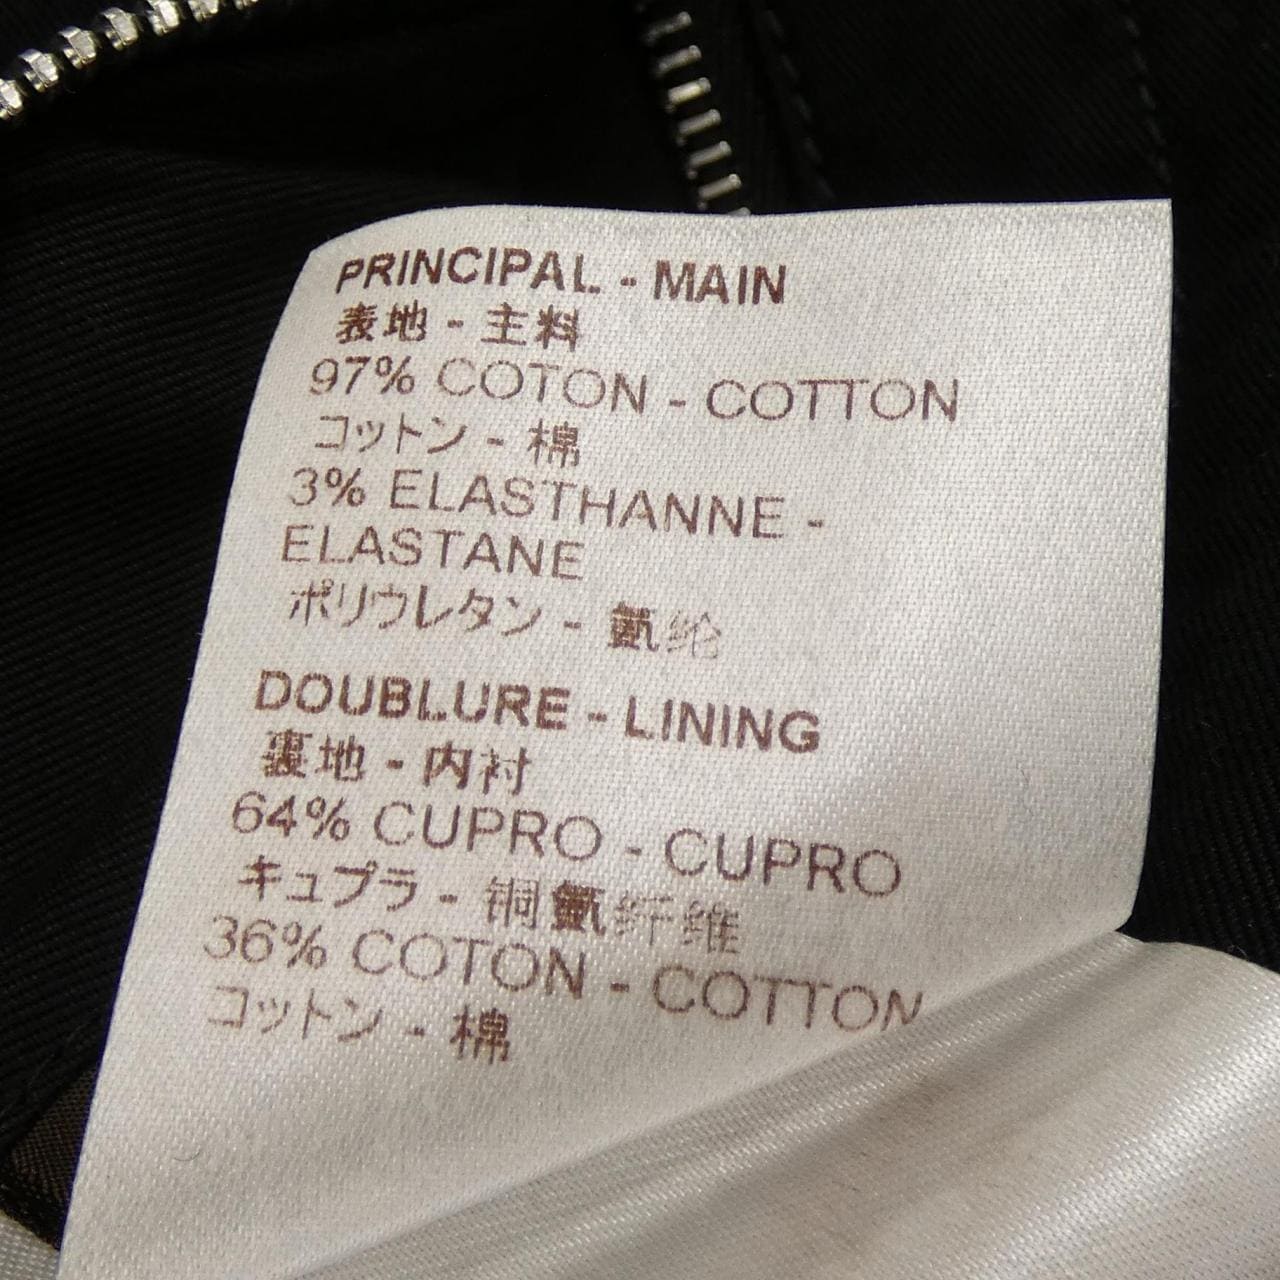 PRINCIPAL - MAIN
表地 - 主料
97% COTON - COTTON
コットン - 棉
3% ELASTHANNE -
ELASTANE
ポリウレタン - 氨纶
DOUBLURE - LINING
裏地 - 内衬
64% CUPRO - CUPRO
キュプラ - 铜氨纤维
36% COTON - COTTON
コットン - 棉